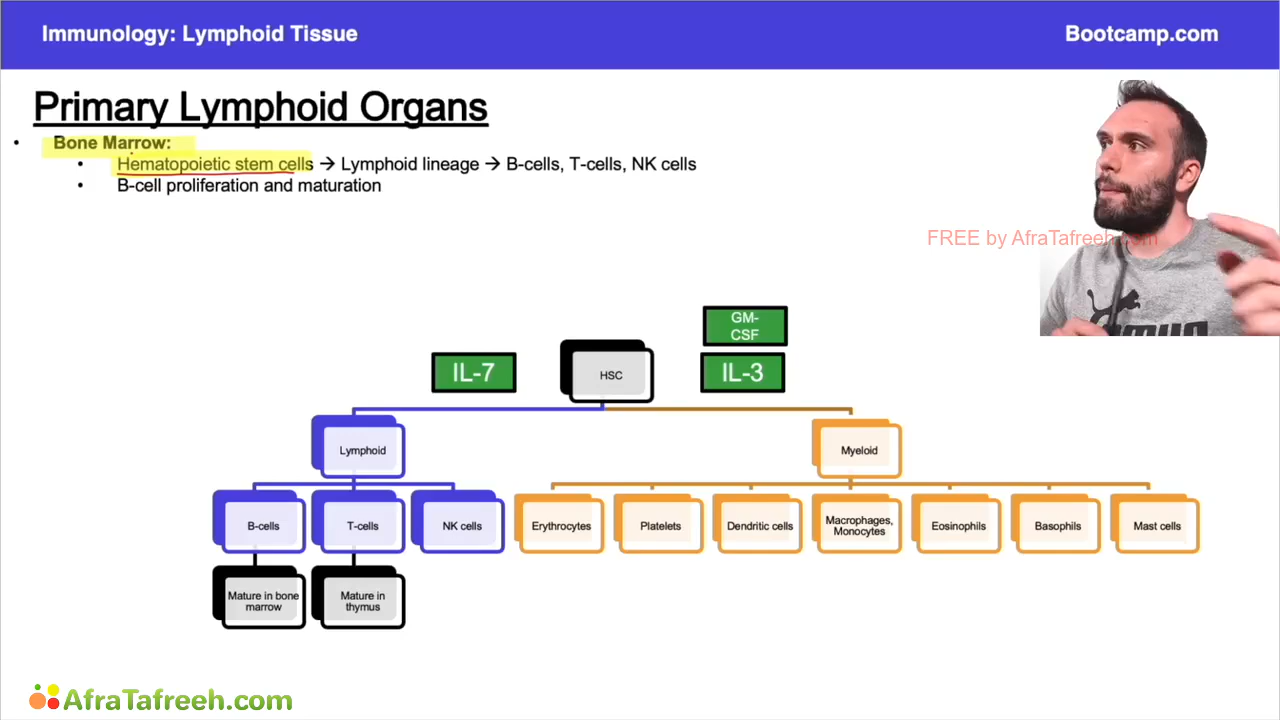 Immunology: Lymphoid Tissue
Bootcamp.com
Primary Lymphoid Organs
• Bone Marrow:
• Hematopoietic stem cells → Lymphoid lineage → B-cells, T-cells, NK cells
• B-cell proliferation and maturation
FREE by AfraTafreeh.com
GM-
CSF
IL-7
HSC
IL-3
Lymphoid
Myeloid
B-cells
T-cells
NK cells
Erythrocytes
Platelets
Dendritic cells
Macrophages,
Monocytes
Eosinophils
Basophils
Mast cells
Mature in bone
marrow
Mature in
thymus
AfraTafreeh.com